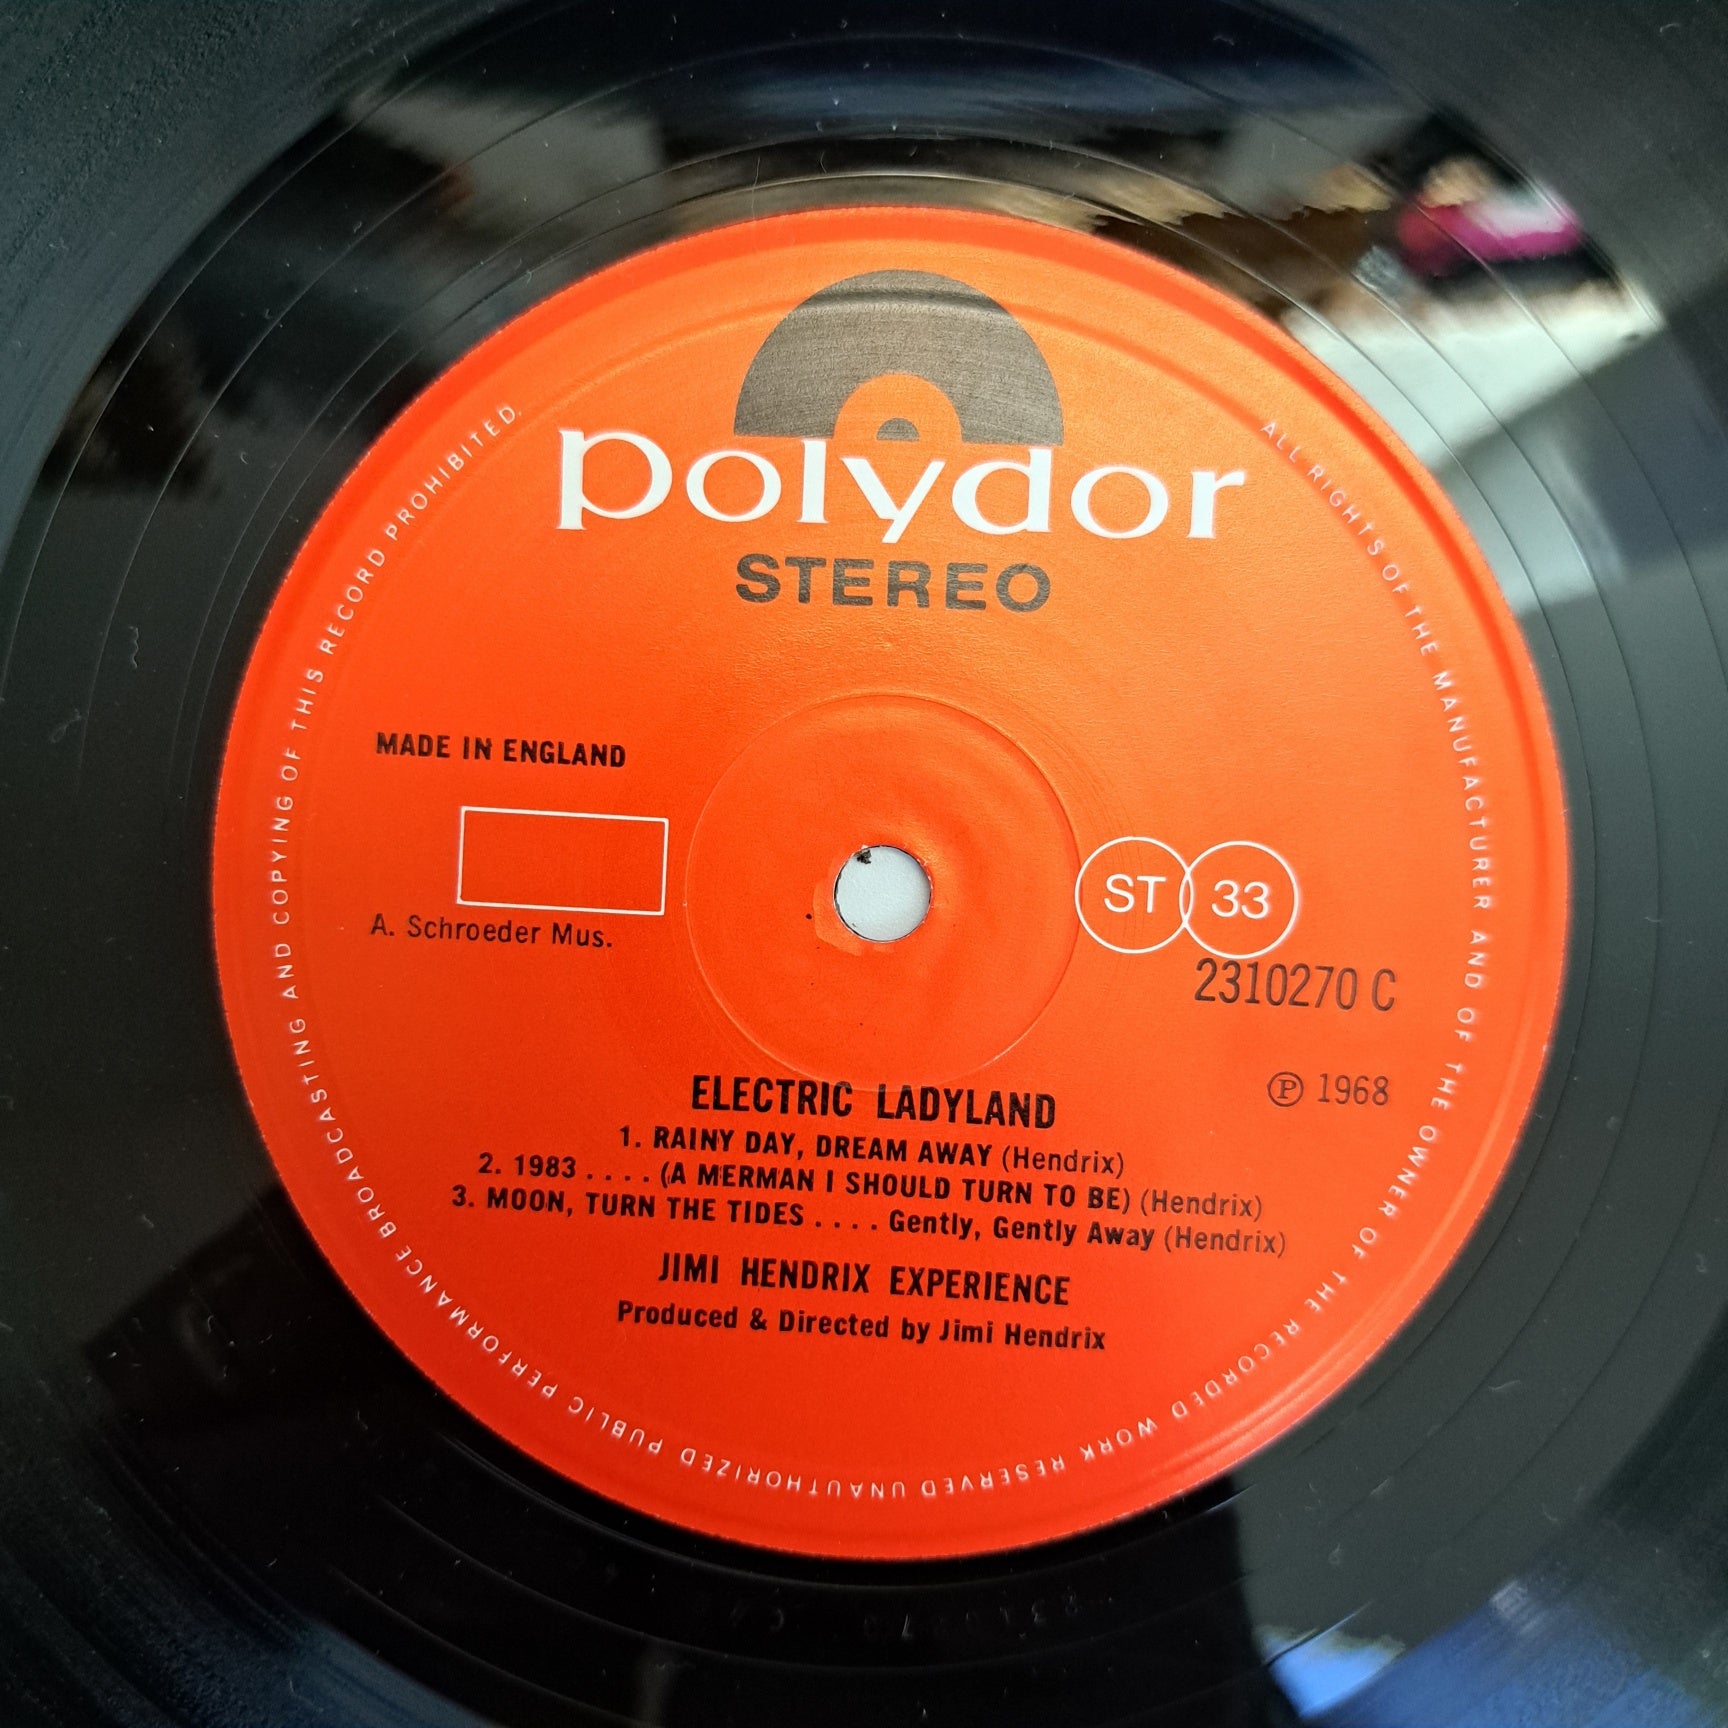 polydor
STEREO
MADE IN ENGLAND
ST 33
A. Schroeder Mus.
2310270 C
℗ 1968
ELECTRIC LADYLAND
1. RAINY DAY, DREAM AWAY (Hendrix)
2. 1983 . . . . (A MERMAN I SHOULD TURN TO BE) (Hendrix)
3. MOON, TURN THE TIDES . . . . Gently, Gently Away (Hendrix)
JIMI HENDRIX EXPERIENCE
Produced & Directed by Jimi Hendrix
ALL RIGHTS OF THE MANUFACTURER AND OF THE OWNER OF THE RECORDED WORK RESERVED UNAUTHORIZED PUBLIC PERFORMANCE BROADCASTING AND COPYING OF THIS RECORD PROHIBITED.